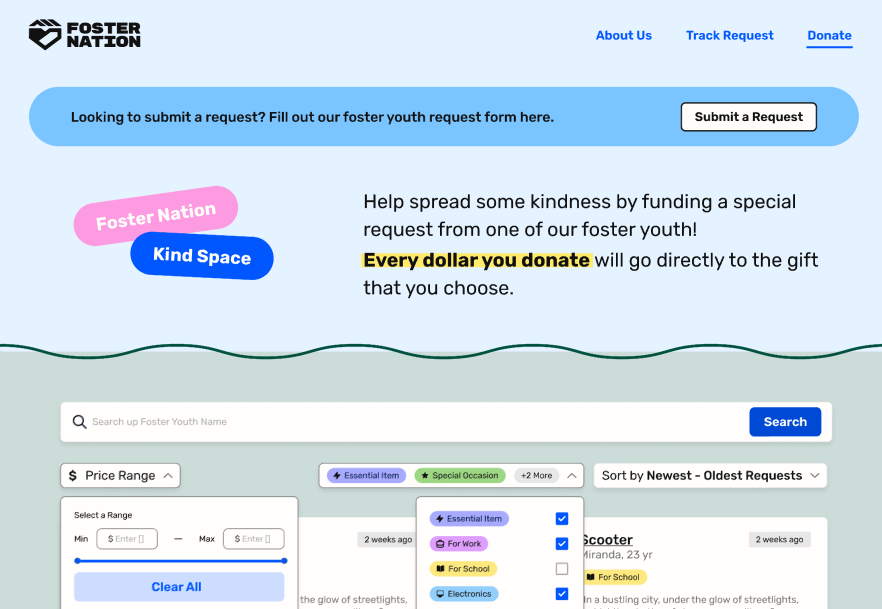 FOSTER
NATION
About Us
Track Request
Donate
Looking to submit a request? Fill out our foster youth request form here.
Submit a Request
Foster Nation
Kind Space
Help spread some kindness by funding a special
request from one of our foster youth!
Every dollar you donate will go directly to the gift
that you choose.
Search up Foster Youth Name
Search
$ Price Range
Essential Item
Special Occasion
+2 More
Sort by Newest - Oldest Requests
Select a Range
Min
$ Enter []
—
Max
$ Enter []
Clear All
2 weeks ago
the glow of streetlights,
Essential Item
For Work
For School
Electronics
Scooter
Miranda, 23 yr
2 weeks ago
For School
In a bustling city, under the glow of streetlights,